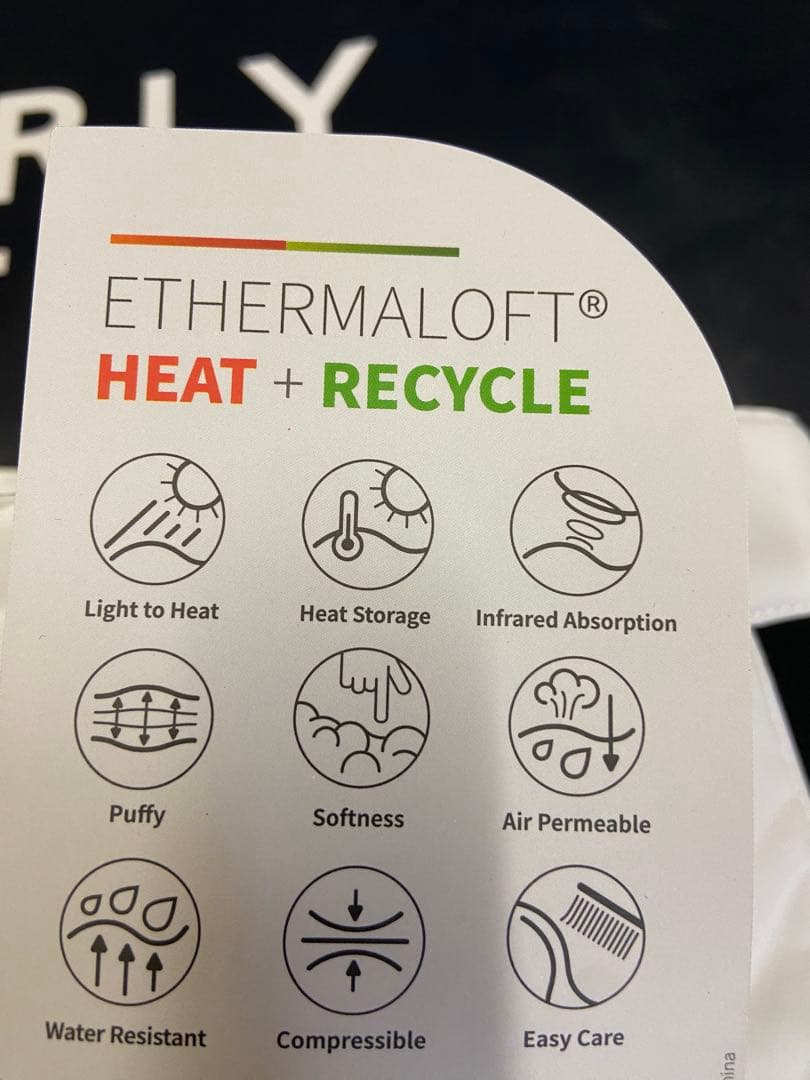 RLY
ETHERMALOFT®
HEAT + RECYCLE
Light to Heat
Heat Storage
Infrared Absorption
Puffy
Softness
Air Permeable
Water Resistant
Compressible
Easy Care